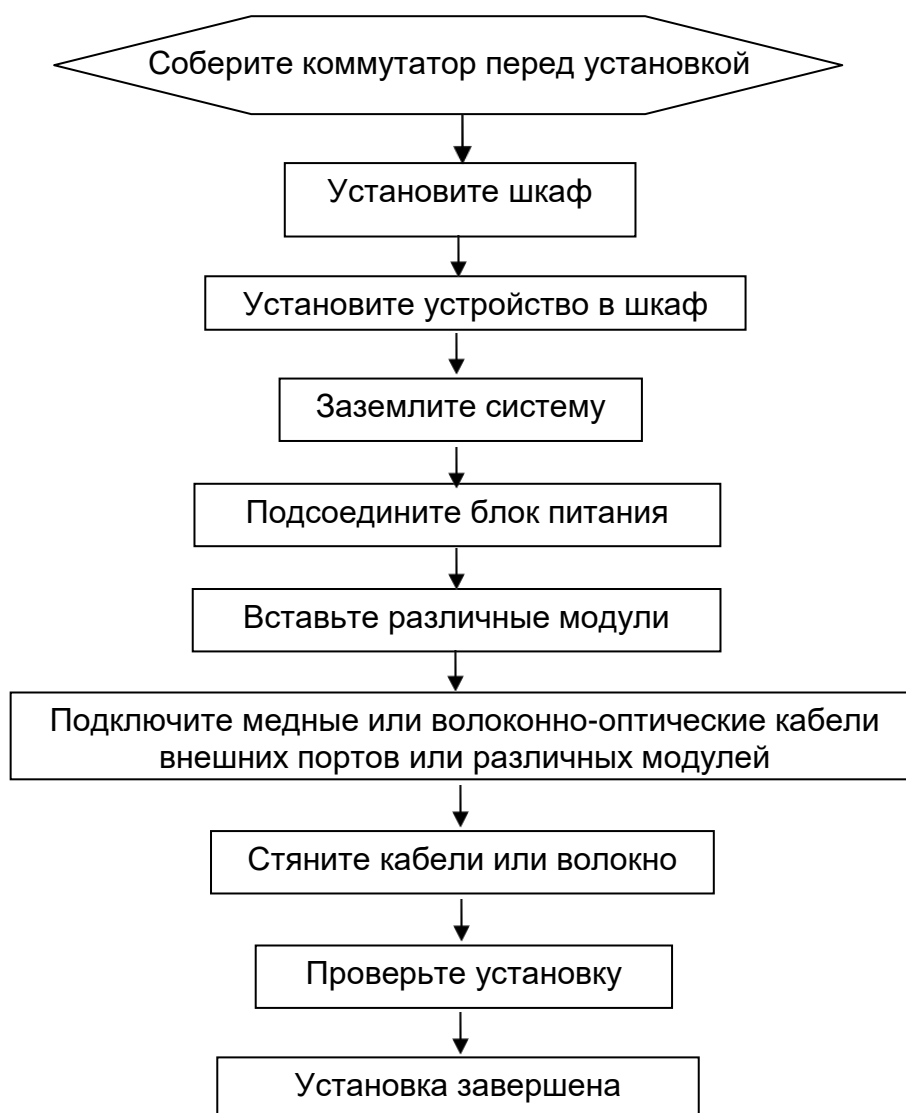 Соберите коммутатор перед установкой
Установите шкаф
Установите устройство в шкаф
Заземлите систему
Подсоедините блок питания
Вставьте различные модули
Подключите медные или волоконно-оптические кабели
внешних портов или различных модулей
Стяните кабели или волокно
Проверьте установку
Установка завершена